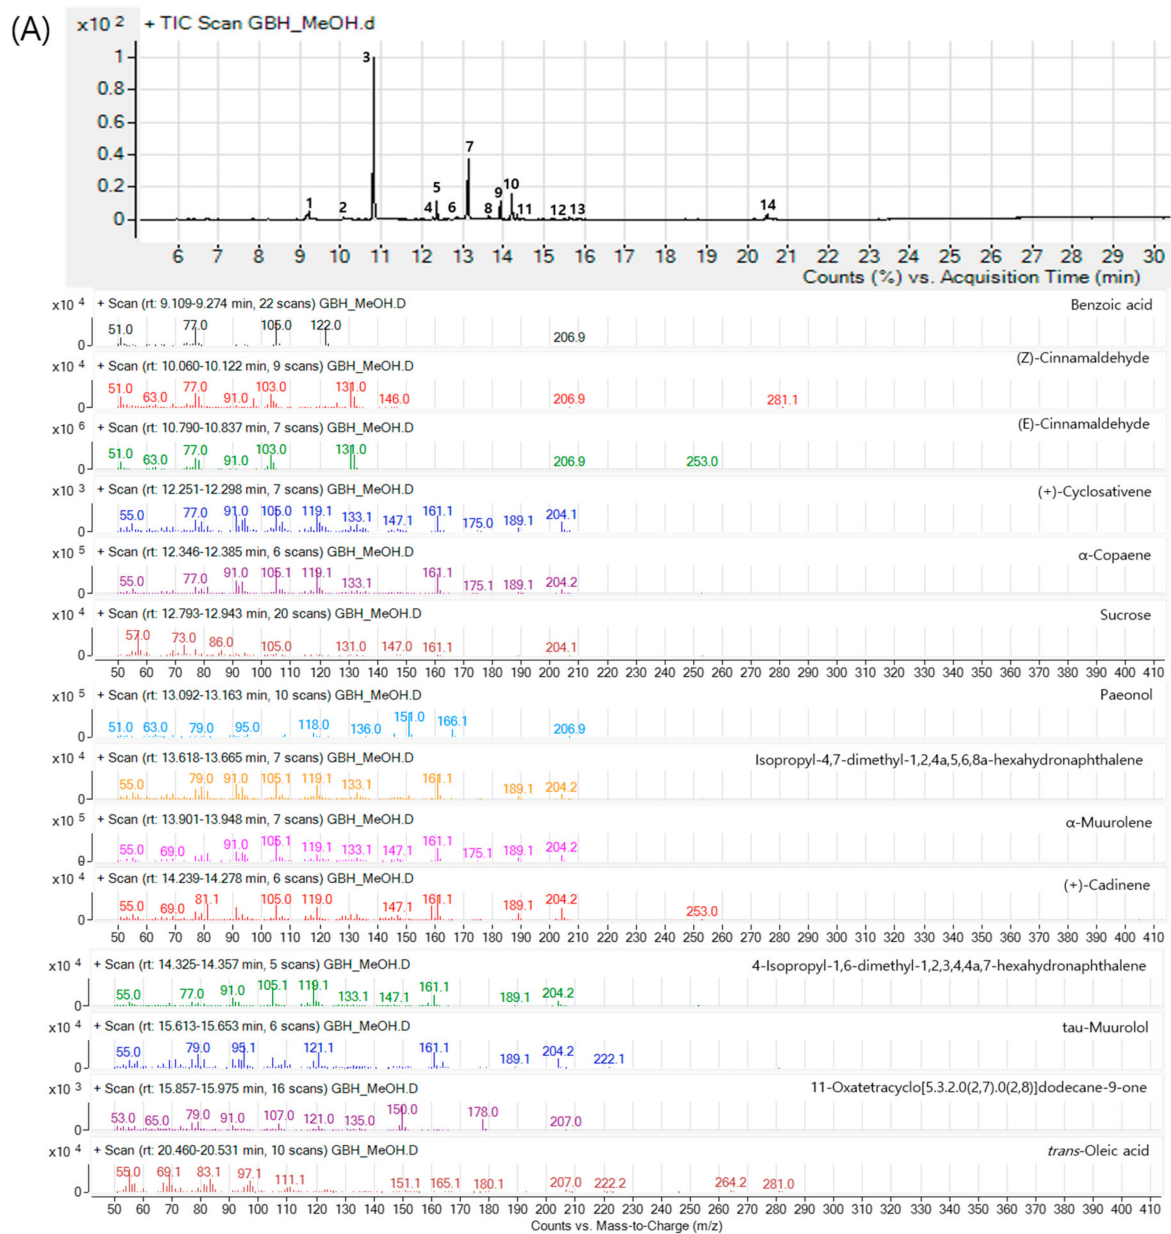 (A)
x10 2 + TIC Scan GBH_MeOH.d
1
0.8
0.6
0.4
0.2
0
1 2 3 4 5 6 7 8 9 10 11 12 13 14
6 7 8 9 10 11 12 13 14 15 16 17 18 19 20 21 22 23 24 25 26 27 28 29 30
Counts (%) vs. Acquisition Time (min)
x10 4 + Scan (rt: 9.109-9.274 min, 22 scans) GBH_MeOH.D Benzoic acid
51.0 77.0 105.0 122.0 206.9
0
x10 4 + Scan (rt: 10.060-10.122 min, 9 scans) GBH_MeOH.D (Z)-Cinnamaldehyde
51.0 63.0 77.0 91.0 103.0 131.0 146.0 206.9 281.1
0
x10 6 + Scan (rt: 10.790-10.837 min, 7 scans) GBH_MeOH.D (E)-Cinnamaldehyde
51.0 63.0 77.0 91.0 103.0 131.0 206.9 253.0
0
x10 3 + Scan (rt: 12.251-12.298 min, 7 scans) GBH_MeOH.D (+)-Cyclosativene
55.0 77.0 91.0 105.0 119.1 133.1 147.1 161.1 175.0 189.1 204.1
0
x10 5 + Scan (rt: 12.346-12.385 min, 6 scans) GBH_MeOH.D α-Copaene
55.0 77.0 91.0 105.1 119.1 133.1 161.1 175.1 189.1 204.2
0
x10 4 + Scan (rt: 12.793-12.943 min, 20 scans) GBH_MeOH.D Sucrose
57.0 73.0 86.0 105.0 131.0 147.0 161.1 204.1
0
50 60 70 80 90 100 110 120 130 140 150 160 170 180 190 200 210 220 230 240 250 260 270 280 290 300 310 320 330 340 350 360 370 380 390 400 410
x10 5 + Scan (rt: 13.092-13.163 min, 10 scans) GBH_MeOH.D Paeonol
51.0 63.0 79.0 95.0 118.0 136.0 151.0 166.1 206.9
0
x10 4 + Scan (rt: 13.618-13.665 min, 7 scans) GBH_MeOH.D Isopropyl-4,7-dimethyl-1,2,4a,5,6,8a-hexahydronaphthalene
55.0 79.0 91.0 105.1 119.1 133.1 161.1 189.1 204.2
0
x10 5 + Scan (rt: 13.901-13.948 min, 7 scans) GBH_MeOH.D α-Muurolene
55.0 69.0 91.0 105.1 119.1 133.1 147.1 161.1 175.1 189.1 204.2
0
x10 4 + Scan (rt: 14.239-14.278 min, 6 scans) GBH_MeOH.D (+)-Cadinene
55.0 69.0 81.1 105.0 119.0 147.1 161.1 189.1 204.2 253.0
0
50 60 70 80 90 100 110 120 130 140 150 160 170 180 190 200 210 220 230 240 250 260 270 280 290 300 310 320 330 340 350 360 370 380 390 400 410
x10 4 + Scan (rt: 14.325-14.357 min, 5 scans) GBH_MeOH.D 4-Isopropyl-1,6-dimethyl-1,2,3,4,4a,7-hexahydronaphthalene
55.0 77.0 91.0 105.1 119.1 133.1 147.1 161.1 189.1 204.2
0
x10 4 + Scan (rt: 15.613-15.653 min, 6 scans) GBH_MeOH.D tau-Muurolol
55.0 79.0 95.1 121.1 161.1 189.1 204.2 222.1
0
x10 3 + Scan (rt: 15.857-15.975 min, 16 scans) GBH_MeOH.D 11-Oxatetracyclo[5.3.2.0(2,7).0(2,8)]dodecane-9-one
53.0 65.0 79.0 91.0 107.0 121.0 135.0 150.0 178.0 207.0
0
x10 4 + Scan (rt: 20.460-20.531 min, 10 scans) GBH_MeOH.D trans-Oleic acid
55.0 69.1 83.1 97.1 111.1 151.1 165.1 180.1 207.0 222.2 264.2 281.0
0
50 60 70 80 90 100 110 120 130 140 150 160 170 180 190 200 210 220 230 240 250 260 270 280 290 300 310 320 330 340 350 360 370 380 390 400 410
Counts vs. Mass-to-Charge (m/z)